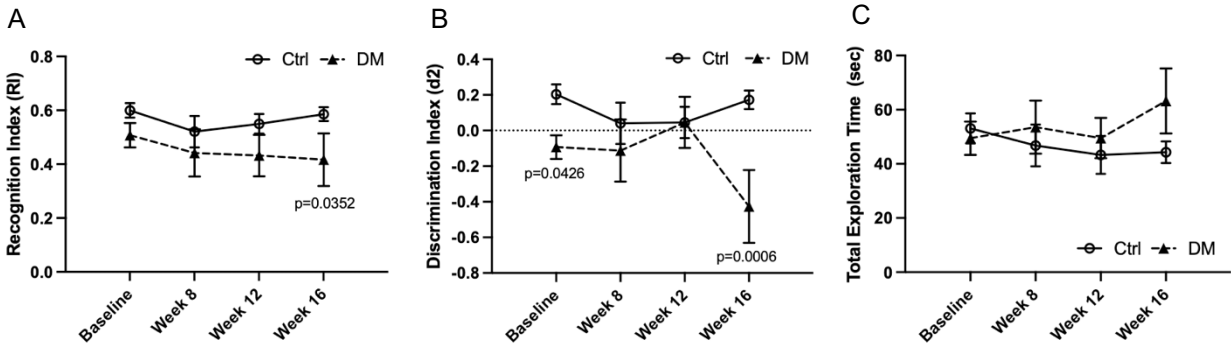 A
Recognition Index (RI)
0.8
0.6
0.4
0.2
0.0
Ctrl DM
p=0.0352
Baseline
Week 8
Week 12
Week 16
B
Discrimination Index (d2)
0.4
0.2
0.0
-0.2
-0.4
-0.6
-0.8
Ctrl DM
p=0.0426
p=0.0006
Baseline
Week 8
Week 12
Week 16
C
Total Exploration Time (sec)
80
60
40
20
0
Ctrl DM
Baseline
Week 8
Week 12
Week 16